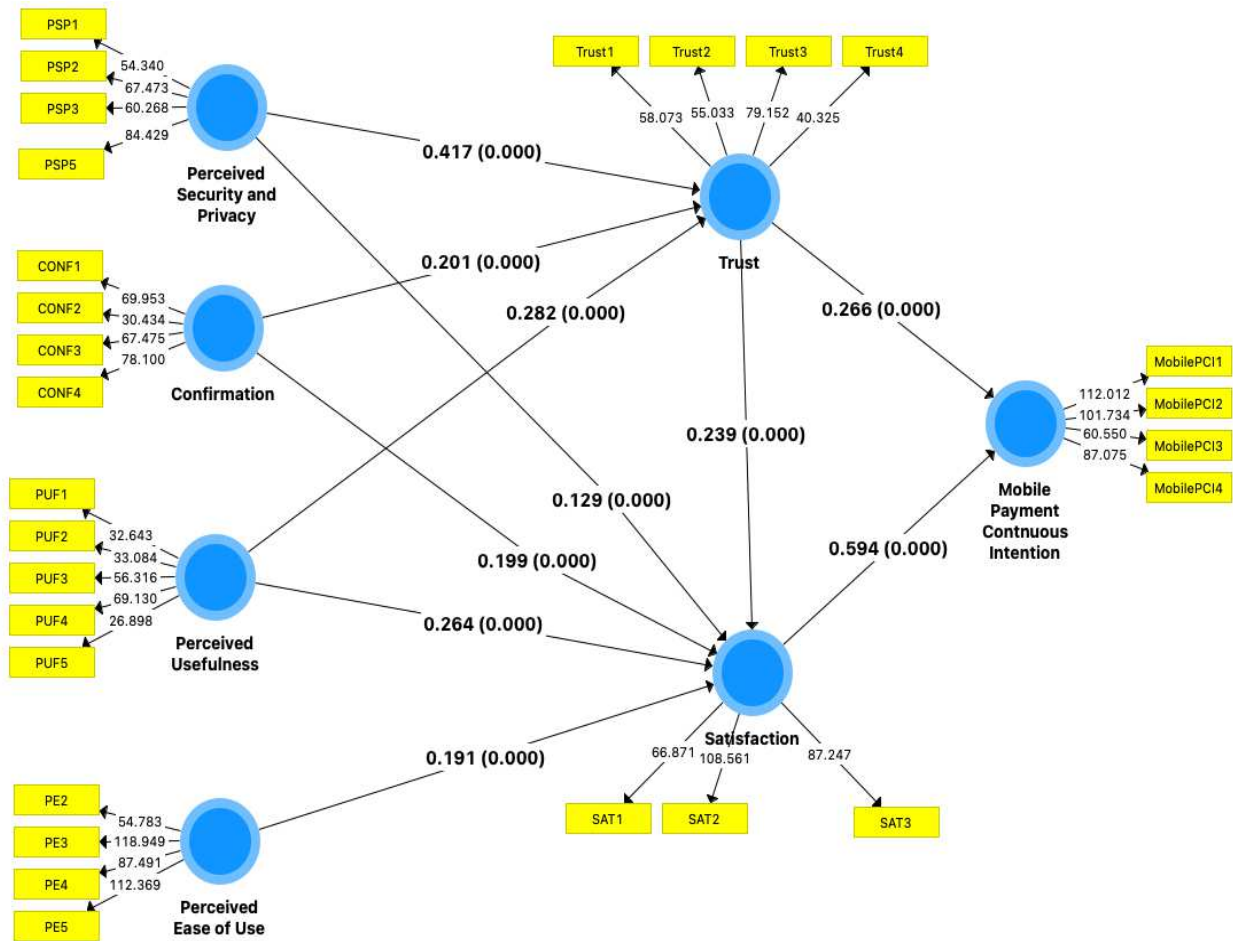 PSP1
PSP2
PSP3
PSP5
54.340
67.473
60.268
84.429
Perceived
Security and
Privacy
Trust1
Trust2
Trust3
Trust4
58.073
55.033
79.152
40.325
Trust
0.417 (0.000)
CONF1
CONF2
CONF3
CONF4
69.953
30.434
67.475
78.100
Confirmation
0.201 (0.000)
0.282 (0.000)
0.266 (0.000)
0.239 (0.000)
0.129 (0.000)
0.199 (0.000)
0.594 (0.000)
MobilePCI1
MobilePCI2
MobilePCI3
MobilePCI4
112.012
101.734
60.550
87.075
Mobile
Payment
Contnuous
Intention
PUF1
PUF2
PUF3
PUF4
PUF5
32.643
33.084
56.316
69.130
26.898
Perceived
Usefulness
0.264 (0.000)
0.191 (0.000)
Satisfaction
66.871
108.561
87.247
SAT1
SAT2
SAT3
PE2
PE3
PE4
PE5
54.783
118.949
87.491
112.369
Perceived
Ease of Use